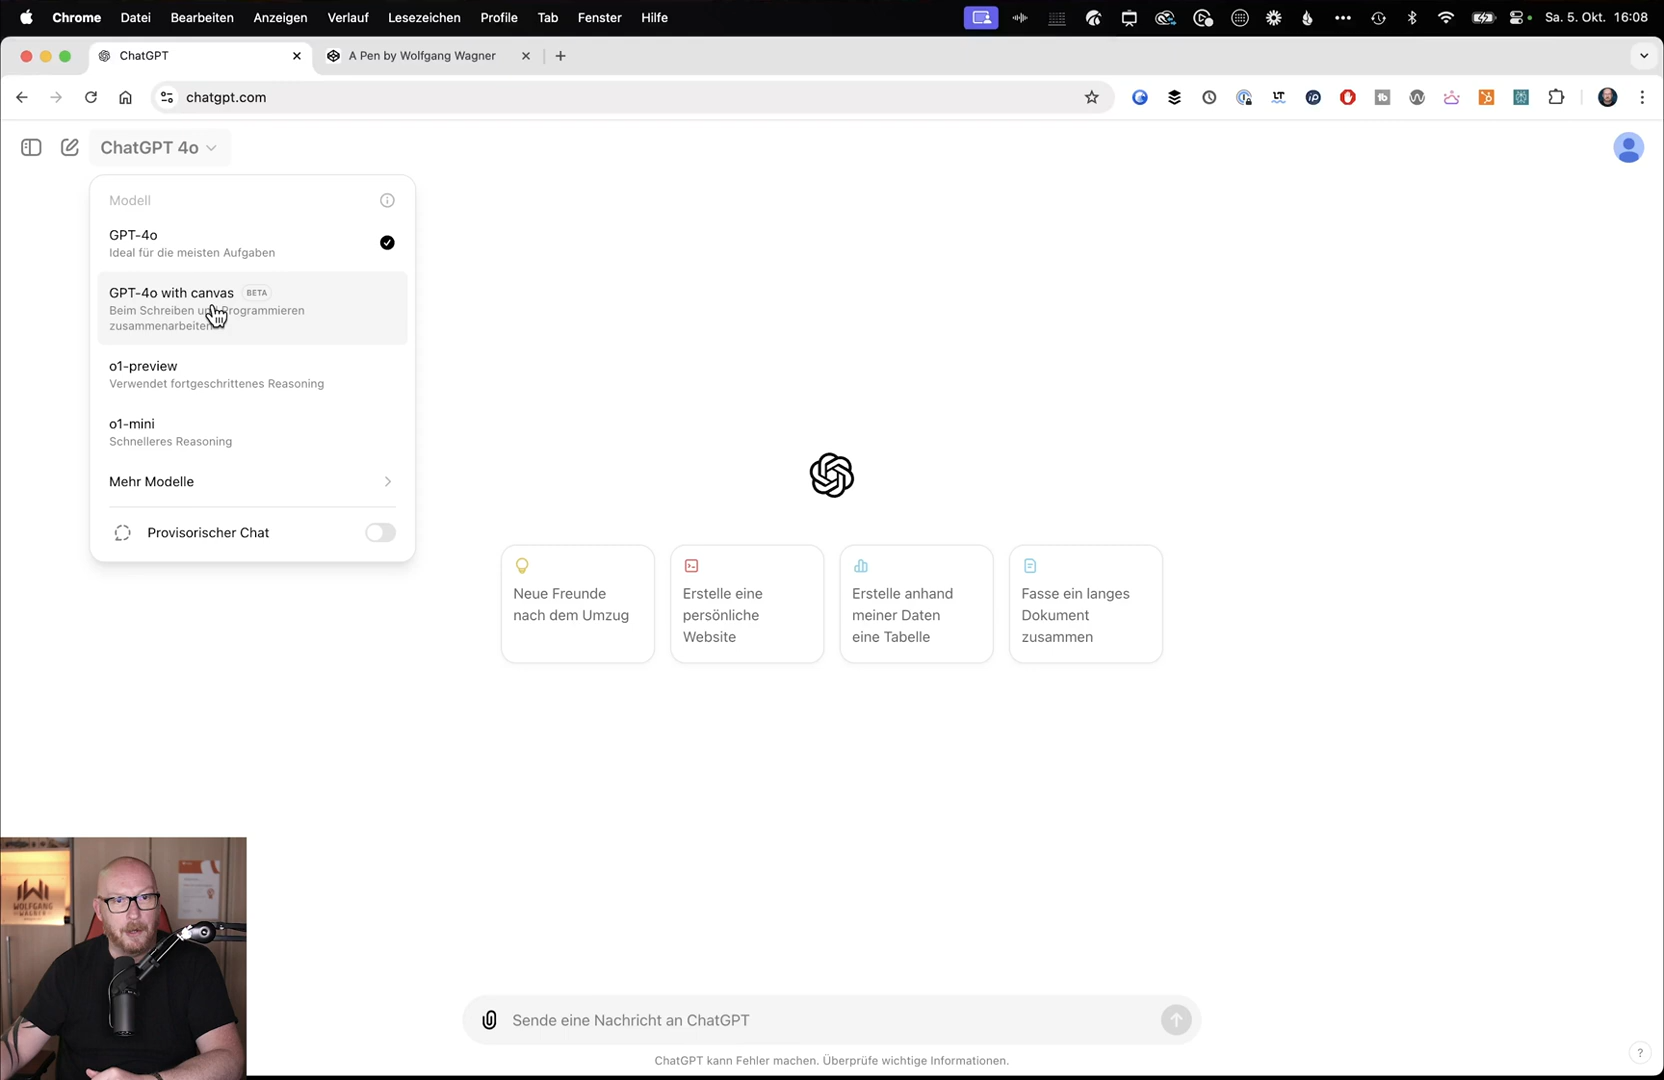 Chrome Datei Bearbeiten Anzeigen Verlauf Lesezeichen Profile Tab Fenster Hilfe Sa. 5. Okt. 16:08
ChatGPT
A Pen by Wolfgang Wagner
chatgpt.com
ChatGPT 4o
Modell
GPT-4o
Ideal für die meisten Aufgaben
GPT-4o with canvas BETA
Beim Schreiben und Programmieren
zusammenarbeiten
o1-preview
Verwendet fortgeschrittenes Reasoning
o1-mini
Schnelleres Reasoning
Mehr Modelle
Provisorischer Chat
Neue Freunde
nach dem Umzug
Erstelle eine
persönliche
Website
Erstelle anhand
meiner Daten
eine Tabelle
Fasse ein langes
Dokument
zusammen
WOLFGANG
WAGNER
Sende eine Nachricht an ChatGPT
ChatGPT kann Fehler machen. Überprüfe wichtige Informationen.
?